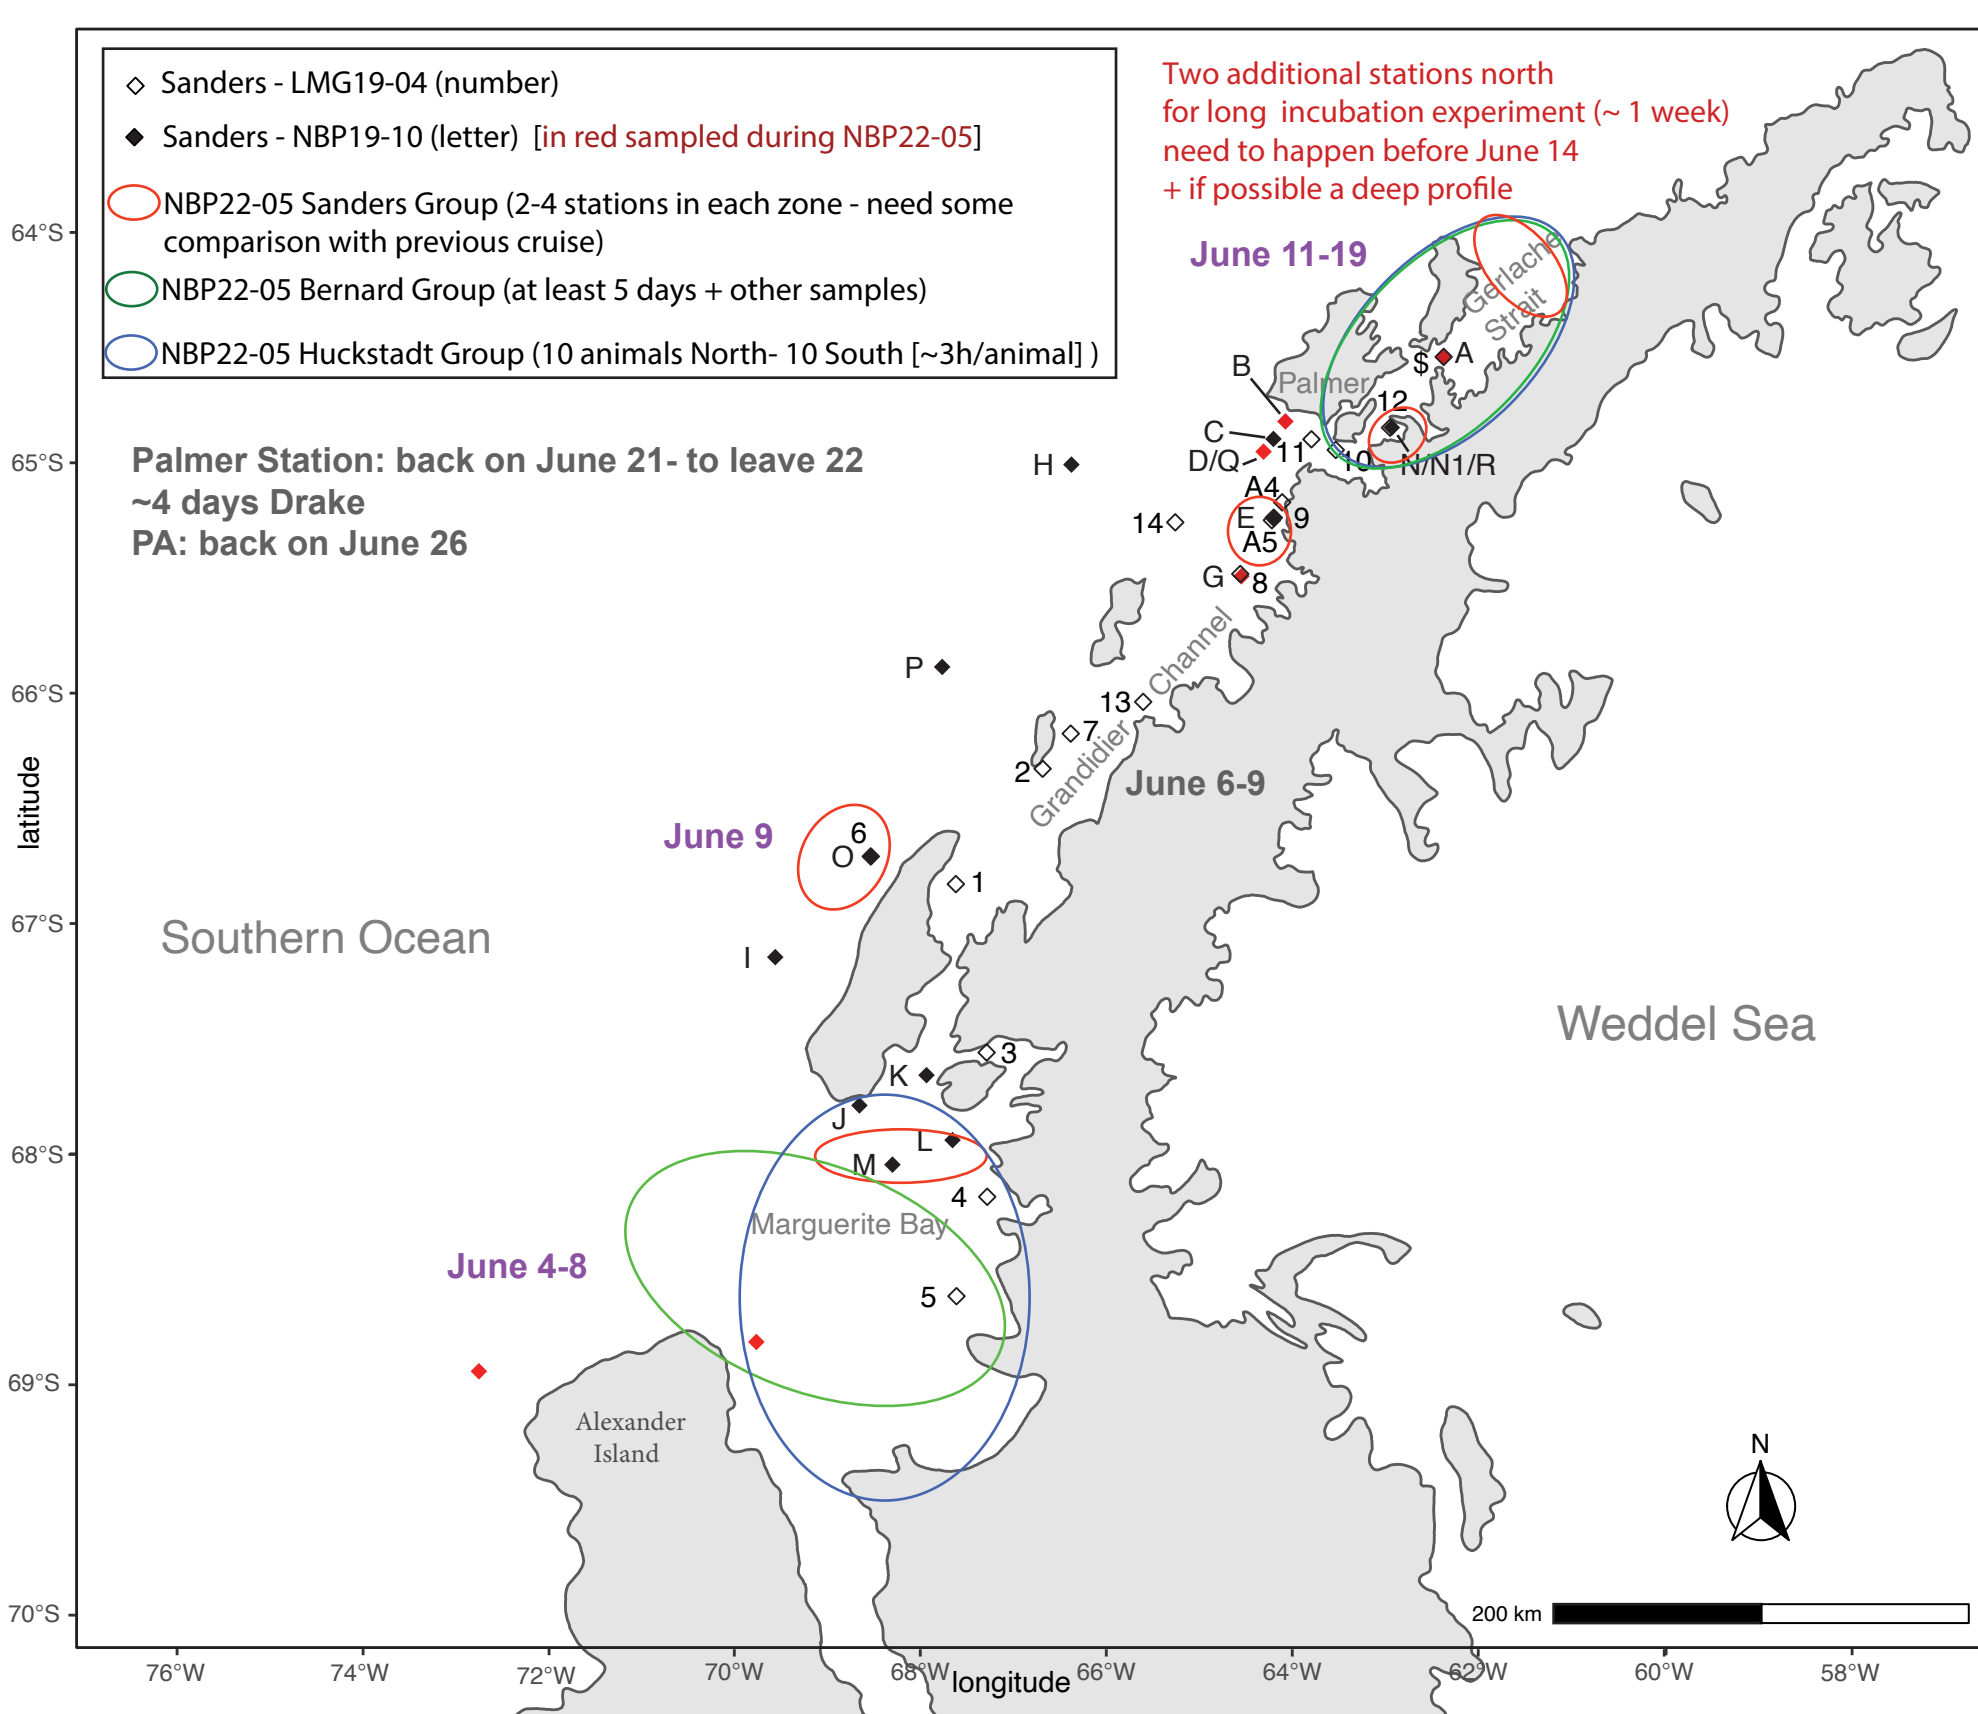 Sanders - LMG19-04 (number)
Sanders - NBP19-10 (letter) [in red sampled during NBP22-05]
NBP22-05 Sanders Group (2-4 stations in each zone - need some
comparison with previous cruise)
NBP22-05 Bernard Group (at least 5 days + other samples)
NBP22-05 Huckstadt Group (10 animals North- 10 South [~3h/animal] )
Two additional stations north
for long incubation experiment (~ 1 week)
need to happen before June 14
+ if possible a deep profile
64°S
June 11-19
Gerlache
Strait
B
$
A
Palmer
12
C
11
10
D/Q
N/N1/R
65°S
Palmer Station: back on June 21- to leave 22
~4 days Drake
PA: back on June 26
H
A4
14
E
9
A5
G
8
P
66°S
13
Grandidier Channel
7
2
June 6-9
latitude
June 9
6
O
1
67°S
Southern Ocean
I
Weddel Sea
3
K
J
L
68°S
M
4
Marguerite Bay
June 4-8
5
69°S
Alexander
Island
N
70°S
200 km
76°W
74°W
72°W
70°W
68°W
66°W
64°W
62°W
60°W
58°W
longitude